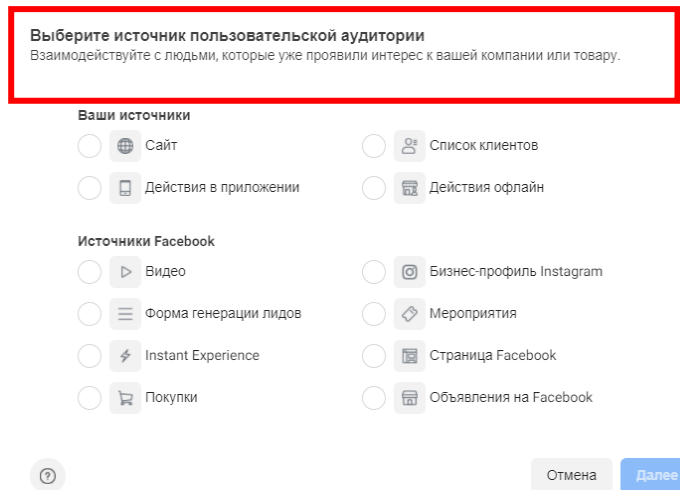 Выберите источник пользовательской аудитории
Взаимодействуйте с людьми, которые уже проявили интерес к вашей компании или товару.
Ваши источники
Сайт
Список клиентов
Действия в приложении
Действия офлайн
Источники Facebook
Видео
Бизнес-профиль Instagram
Форма генерации лидов
Мероприятия
Instant Experience
Страница Facebook
Покупки
Объявления на Facebook
?
Отмена
Далее